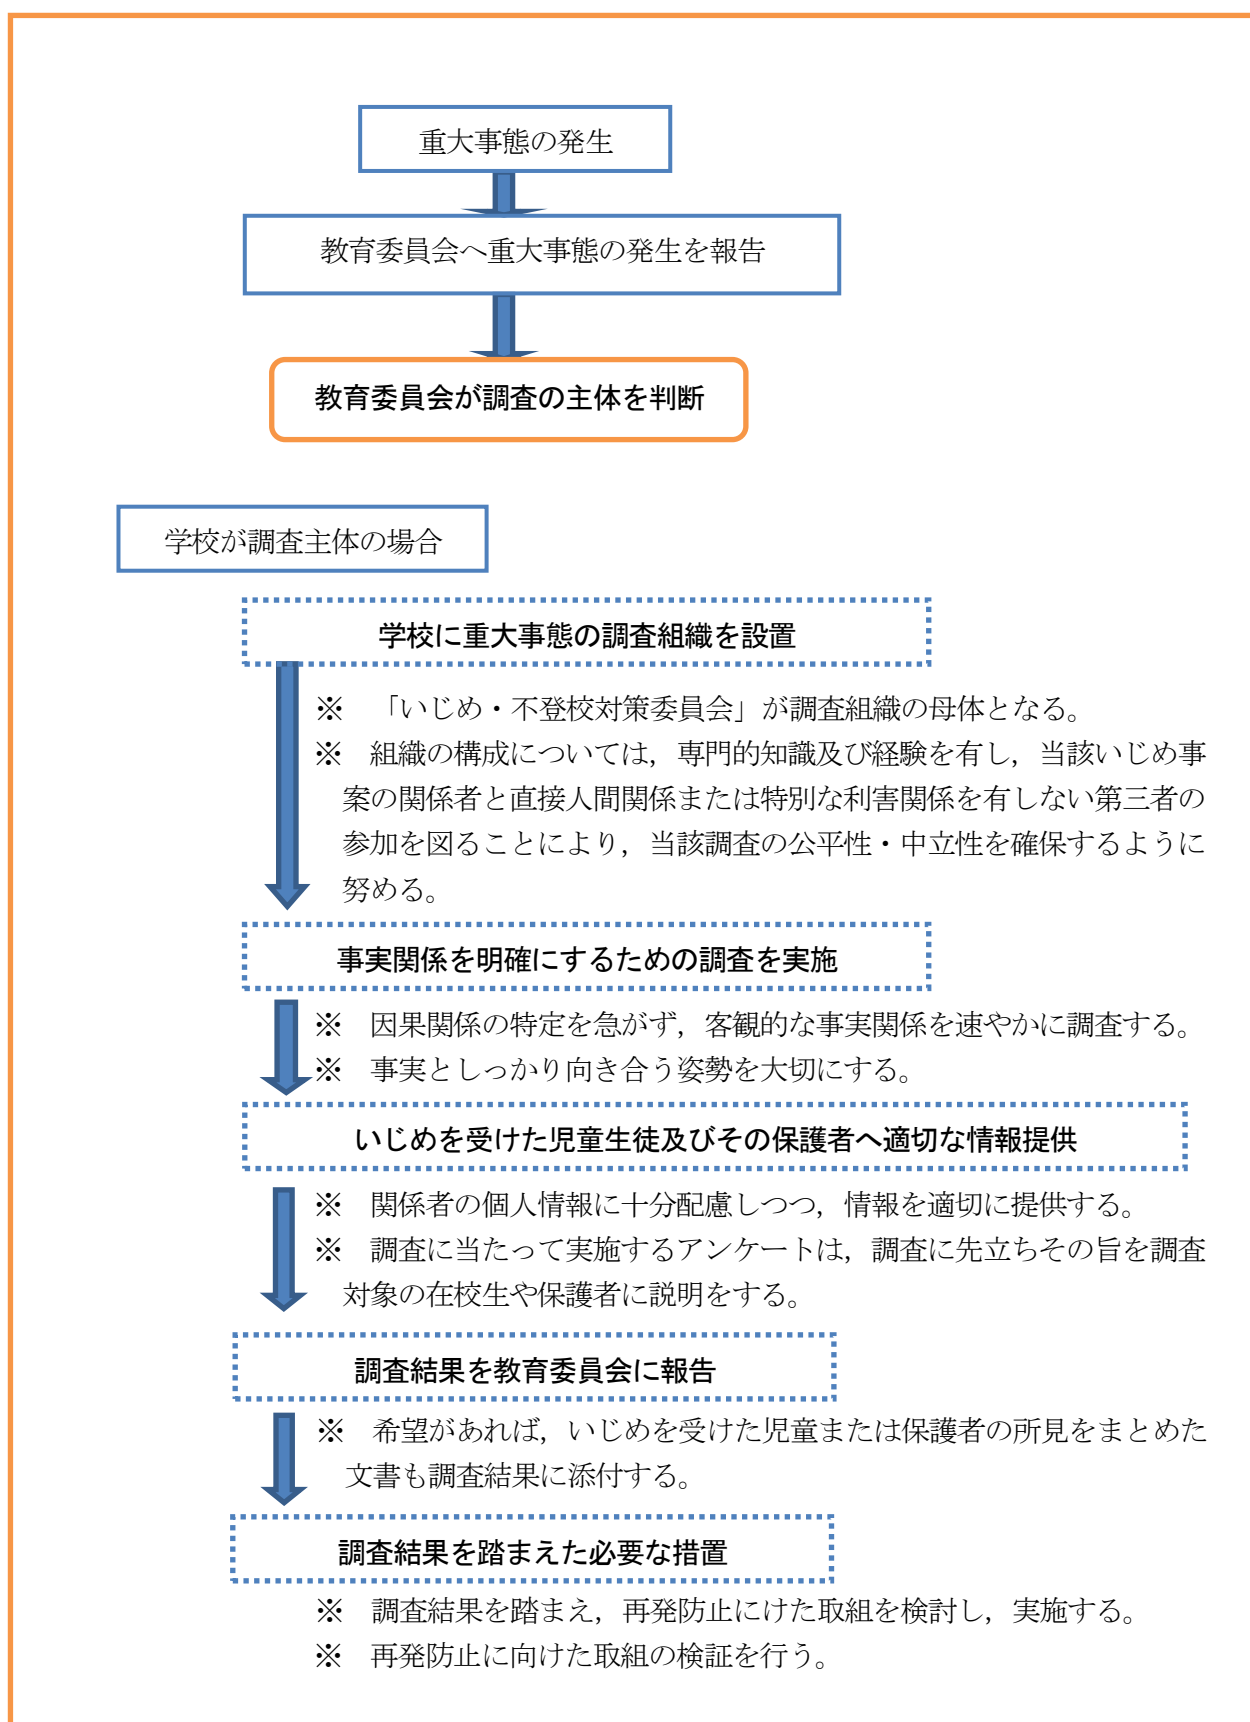 重大事態の発生
教育委員会へ重大事態の発生を報告
教育委員会が調査の主体を判断
学校が調査主体の場合
学校に重大事態の調査組織を設置
※　「いじめ・不登校対策委員会」が調査組織の母体となる。
※　組織の構成については，専門的知識及び経験を有し，当該いじめ事
案の関係者と直接人間関係または特別な利害関係を有しない第三者の
参加を図ることにより，当該調査の公平性・中立性を確保するように
努める。
事実関係を明確にするための調査を実施
※　因果関係の特定を急がず，客観的な事実関係を速やかに調査する。
※　事実としっかり向き合う姿勢を大切にする。
いじめを受けた児童生徒及びその保護者へ適切な情報提供
※　関係者の個人情報に十分配慮しつつ，情報を適切に提供する。
※　調査に当たって実施するアンケートは，調査に先立ちその旨を調査
対象の在校生や保護者に説明をする。
調査結果を教育委員会に報告
※　希望があれば，いじめを受けた児童または保護者の所見をまとめた
文書も調査結果に添付する。
調査結果を踏まえた必要な措置
※　調査結果を踏まえ，再発防止にけた取組を検討し，実施する。
※　再発防止に向けた取組の検証を行う。